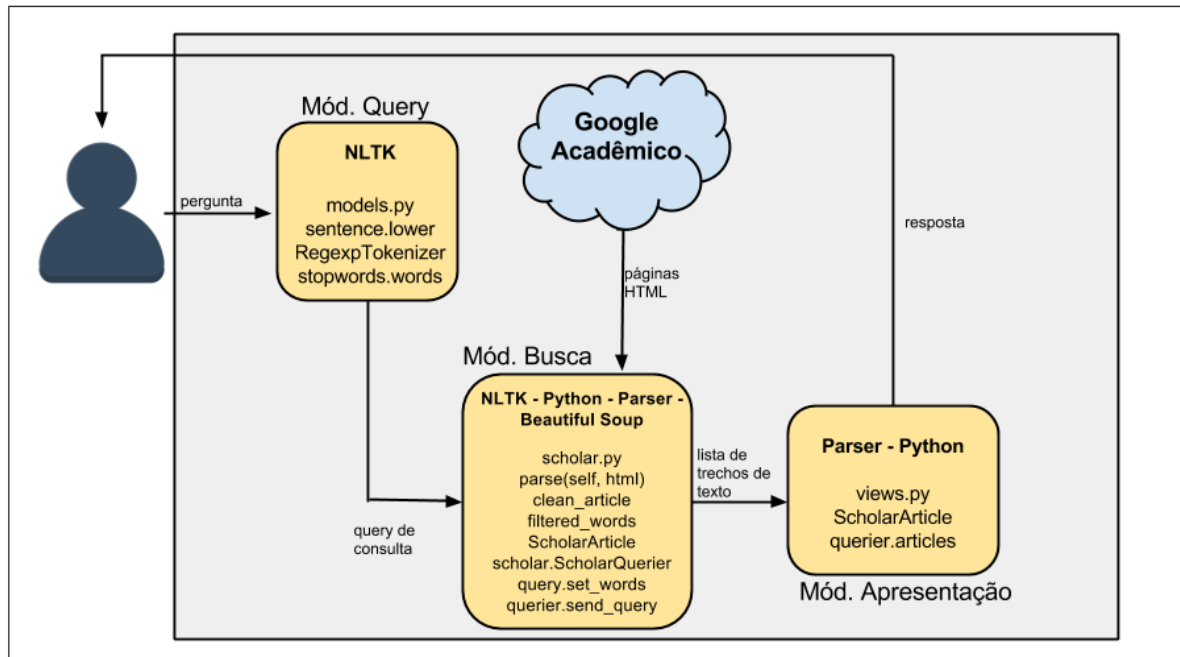 Mód. Query
NLTK
models.py
sentence.lower
RegexpTokenizer
stopwords.words
pergunta
Google
Acadêmico
resposta
páginas
HTML
Mód. Busca
NLTK - Python - Parser -
Beautiful Soup
scholar.py
parse(self, html)
clean_article
filtered_words
ScholarArticle
scholar.ScholarQuerier
query.set_words
querier.send_query
query de
consulta
lista de
trechos de
texto
Parser - Python
views.py
ScholarArticle
querier.articles
Mód. Apresentação